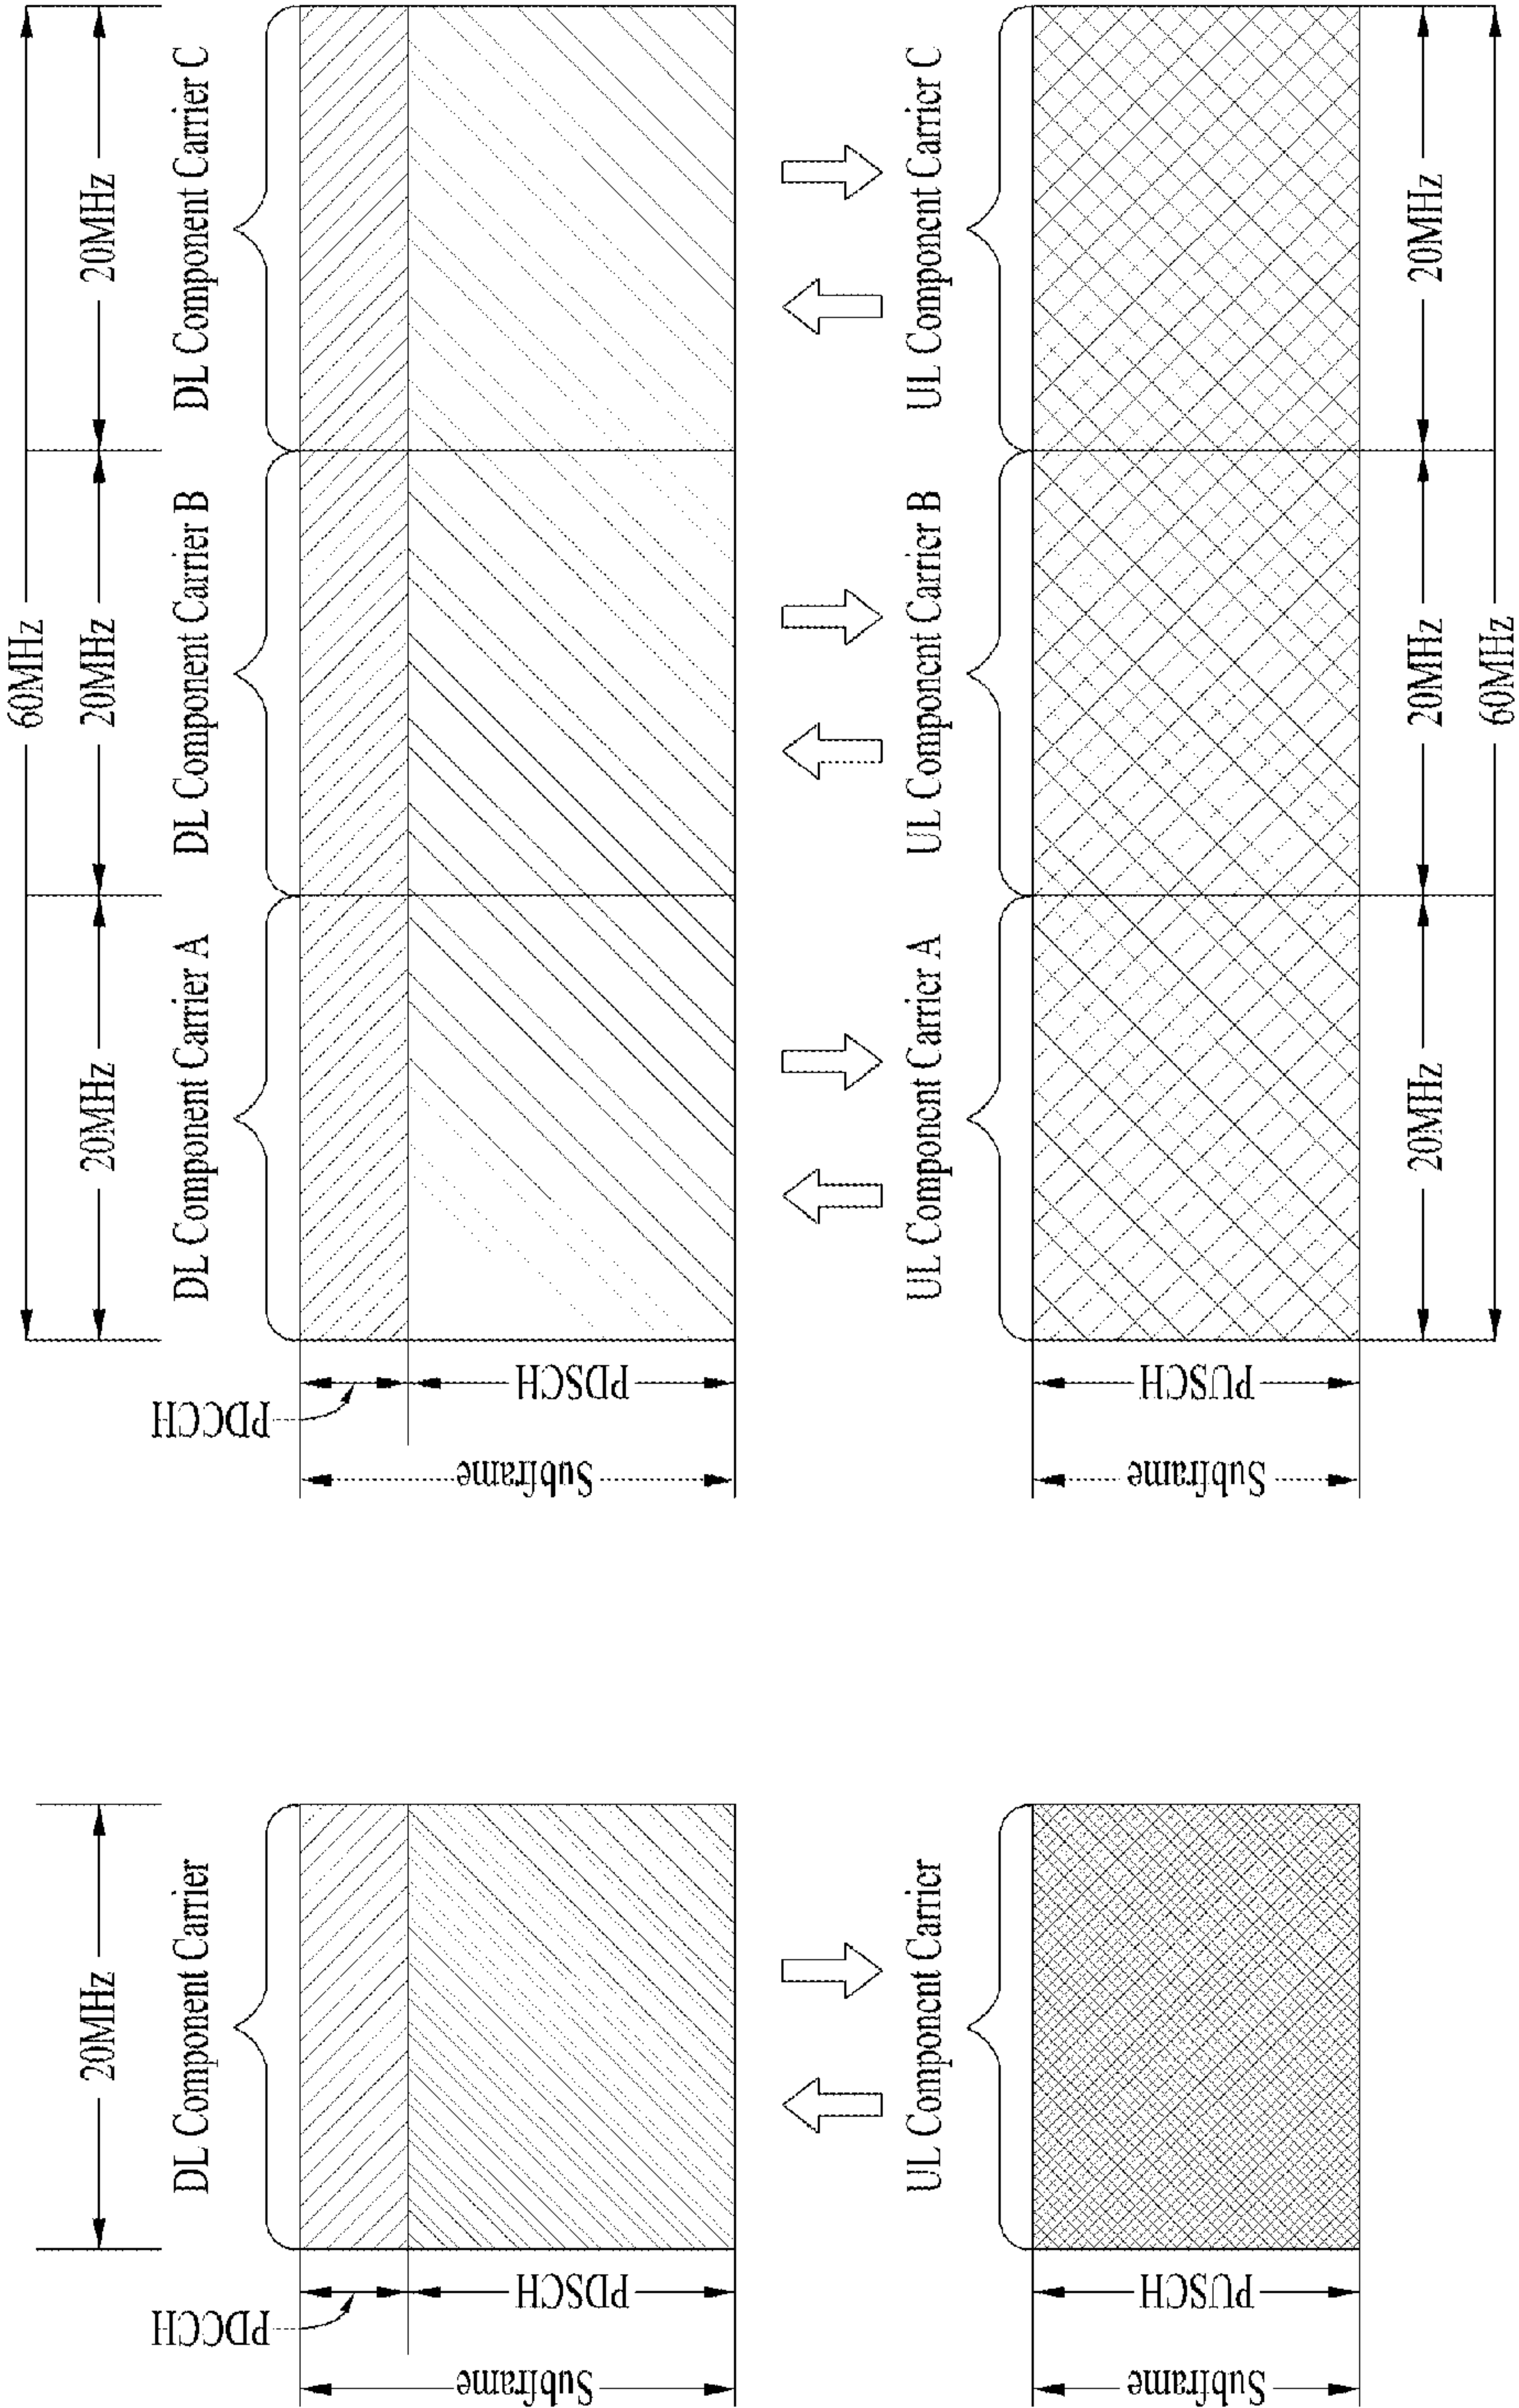 20MHz
DL Component Carrier
PDCCH
PDSCH
Subframe
UL Component Carrier
PUSCH
Subframe
60MHz
20MHz
20MHz
20MHz
DL Component Carrier A
DL Component Carrier B
DL Component Carrier C
PDCCH
PDSCH
Subframe
UL Component Carrier A
UL Component Carrier B
UL Component Carrier C
PUSCH
Subframe
20MHz
20MHz
20MHz
60MHz